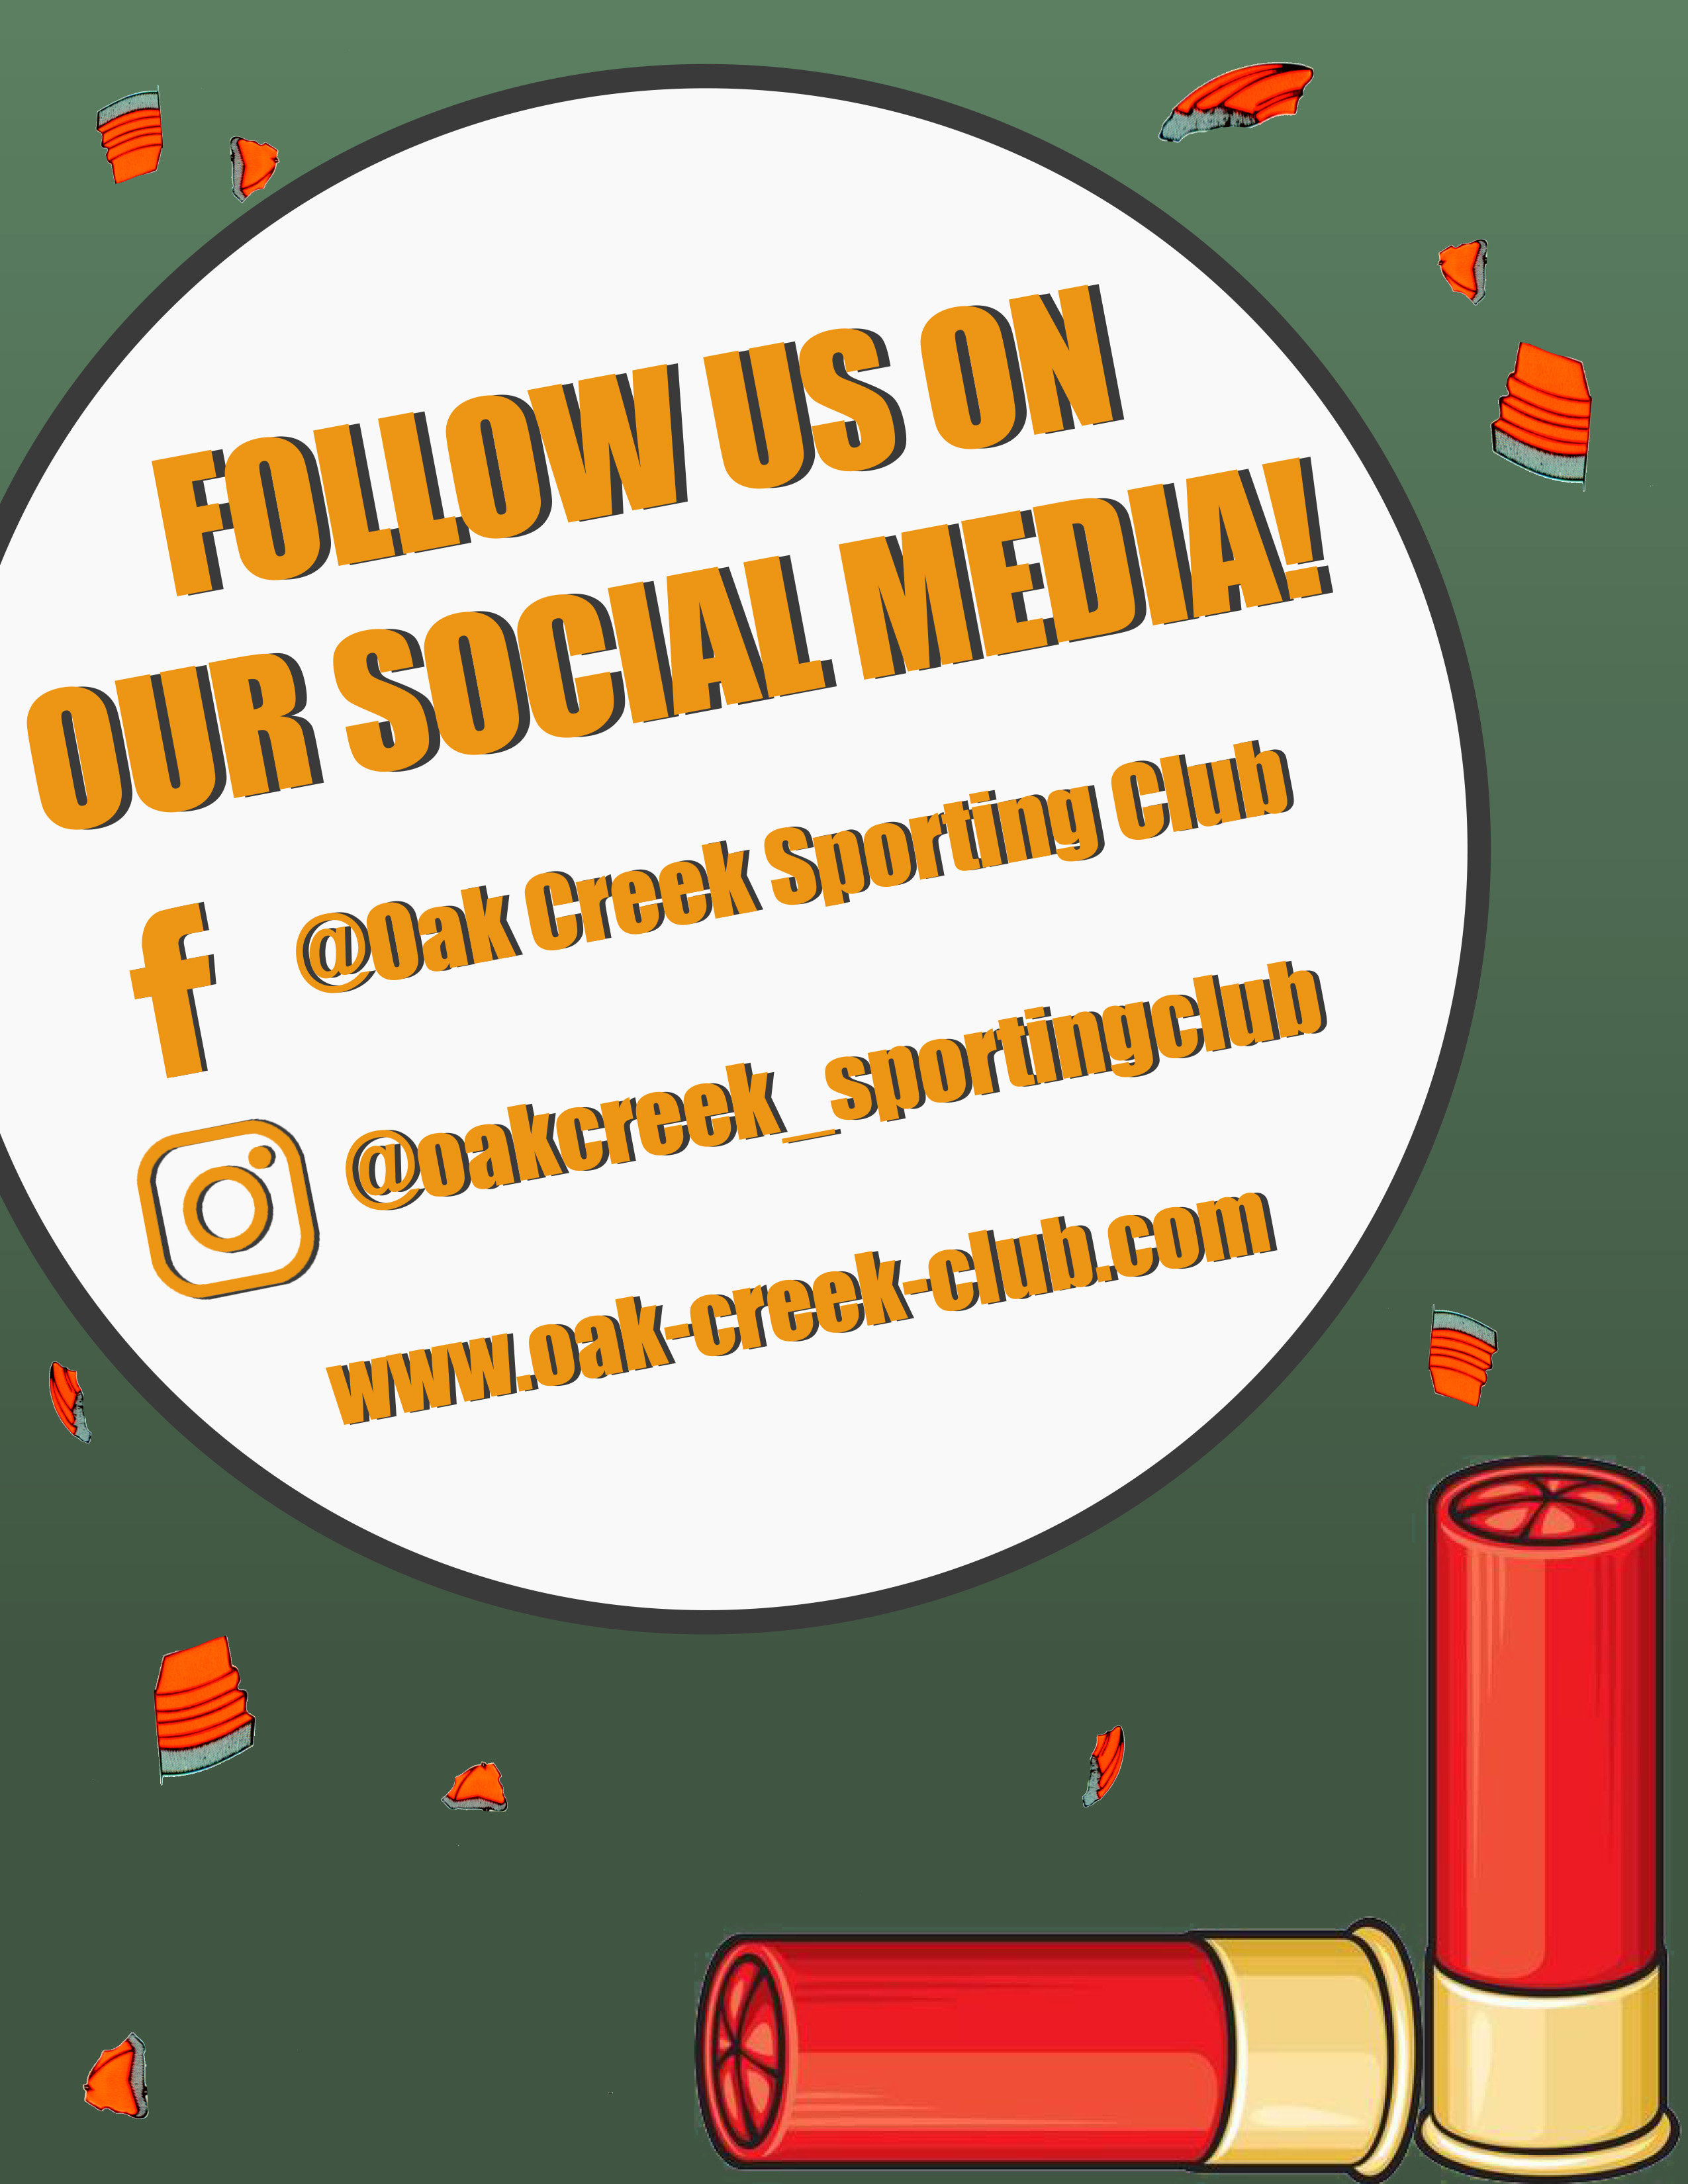 FOLLOW US ON
OUR SOCIAL MEDIA!
@Oak Creek Sporting Club
@oakcreek_sportingclub
www.oak-creek-club.com